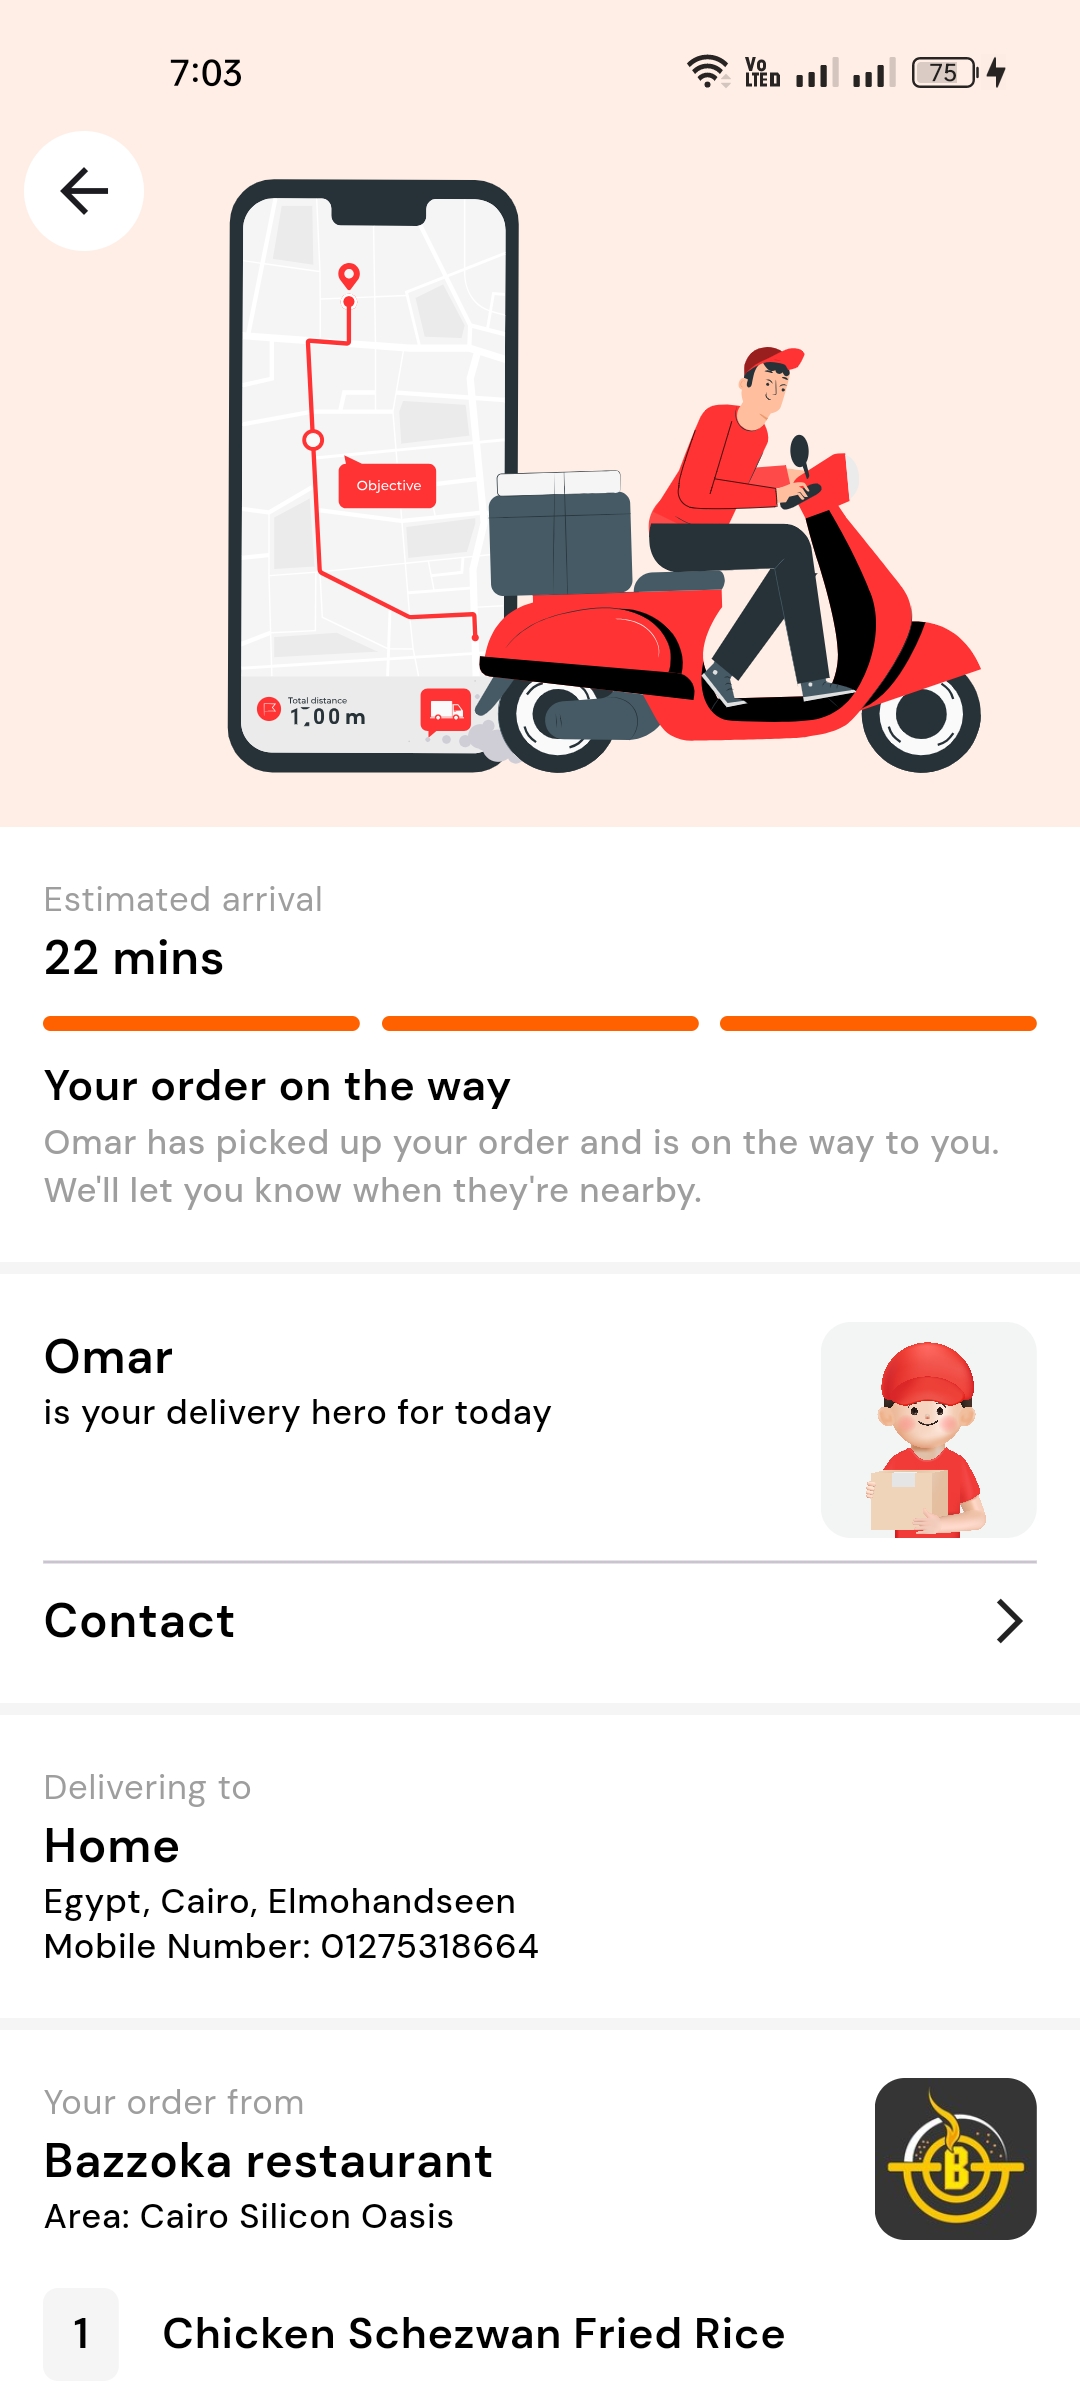 7:03
Vo
LTE
75
Objective
Total distance
Estimated arrival
22 mins
Your order on the way
Omar has picked up your order and is on the way to you.
We'll let you know when they're nearby.
Omar
is your delivery hero for today
Contact
Delivering to
Home
Egypt, Cairo, Elmohandseen
Mobile Number: 01275318664
Your order from
Bazzoka restaurant
Area: Cairo Silicon Oasis
B
1 Chicken Schezwan Fried Rice